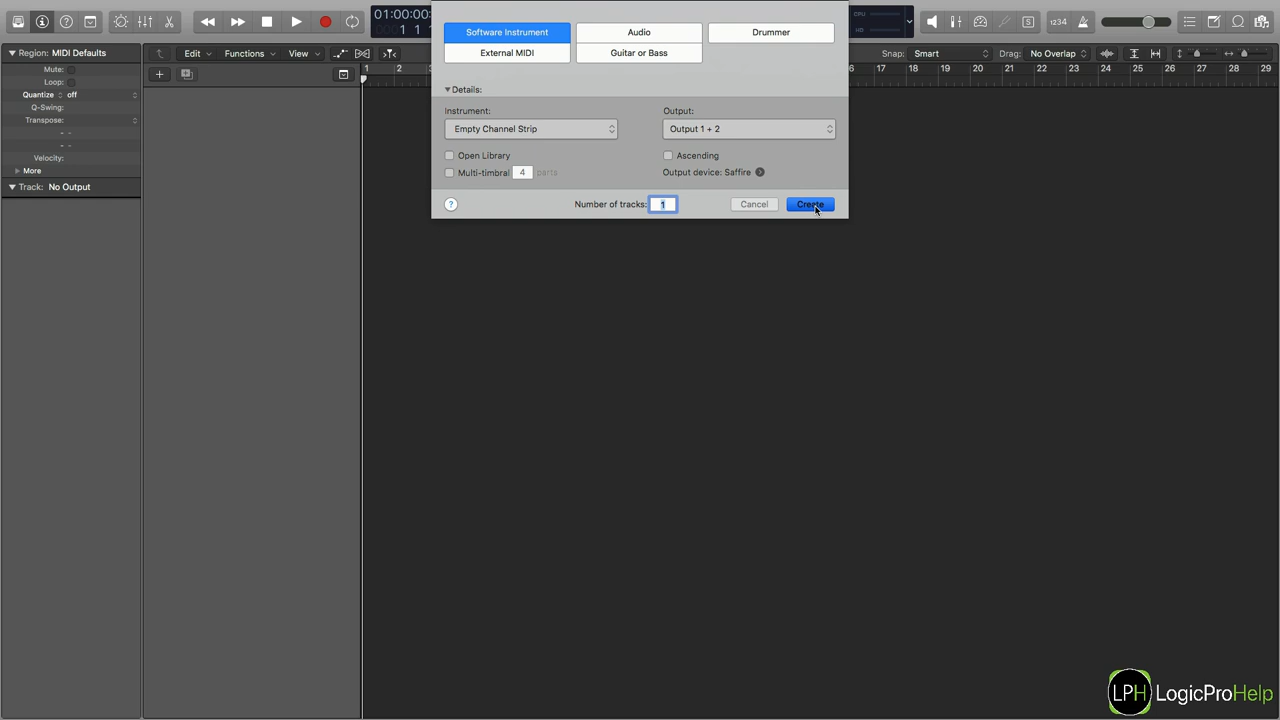 01:00:00:
1 1
CPU
HD
1234
Region: MIDI Defaults
Mute:
Loop:
Quantize off
Q-Swing:
Transpose:
Velocity:
More
Track: No Output
Edit Functions View
Software Instrument Audio Drummer
External MIDI Guitar or Bass
Details:
Instrument: Output:
Empty Channel Strip Output 1 + 2
Open Library Ascending
Multi-timbral 4 parts Output device: Saffire
? Number of tracks: 1 Cancel Create
Snap: Smart Drag: No Overlap
1 2 17 18 19 20 21 22 23 24 25 26 27 28 29
LPH LogicProHelp